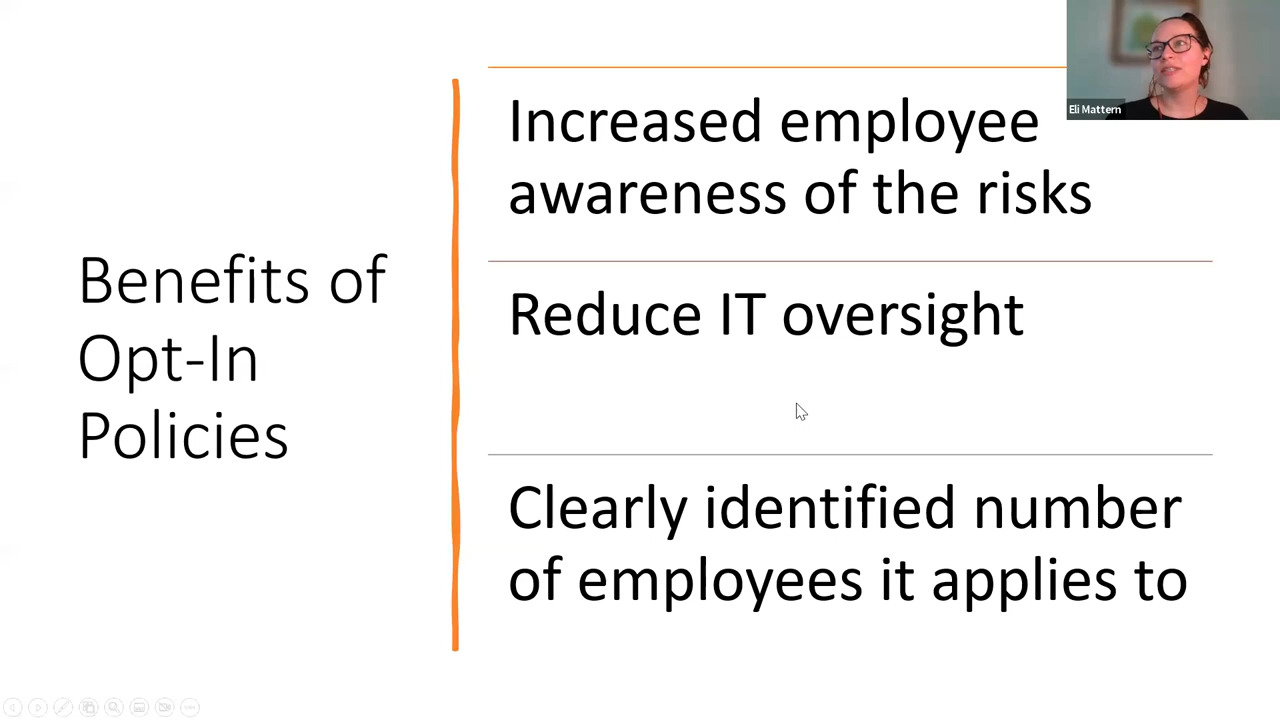 Benefits of
Opt-In
Policies
Increased employee
awareness of the risks
Reduce IT oversight
Clearly identified number
of employees it applies to
Eli Mattern